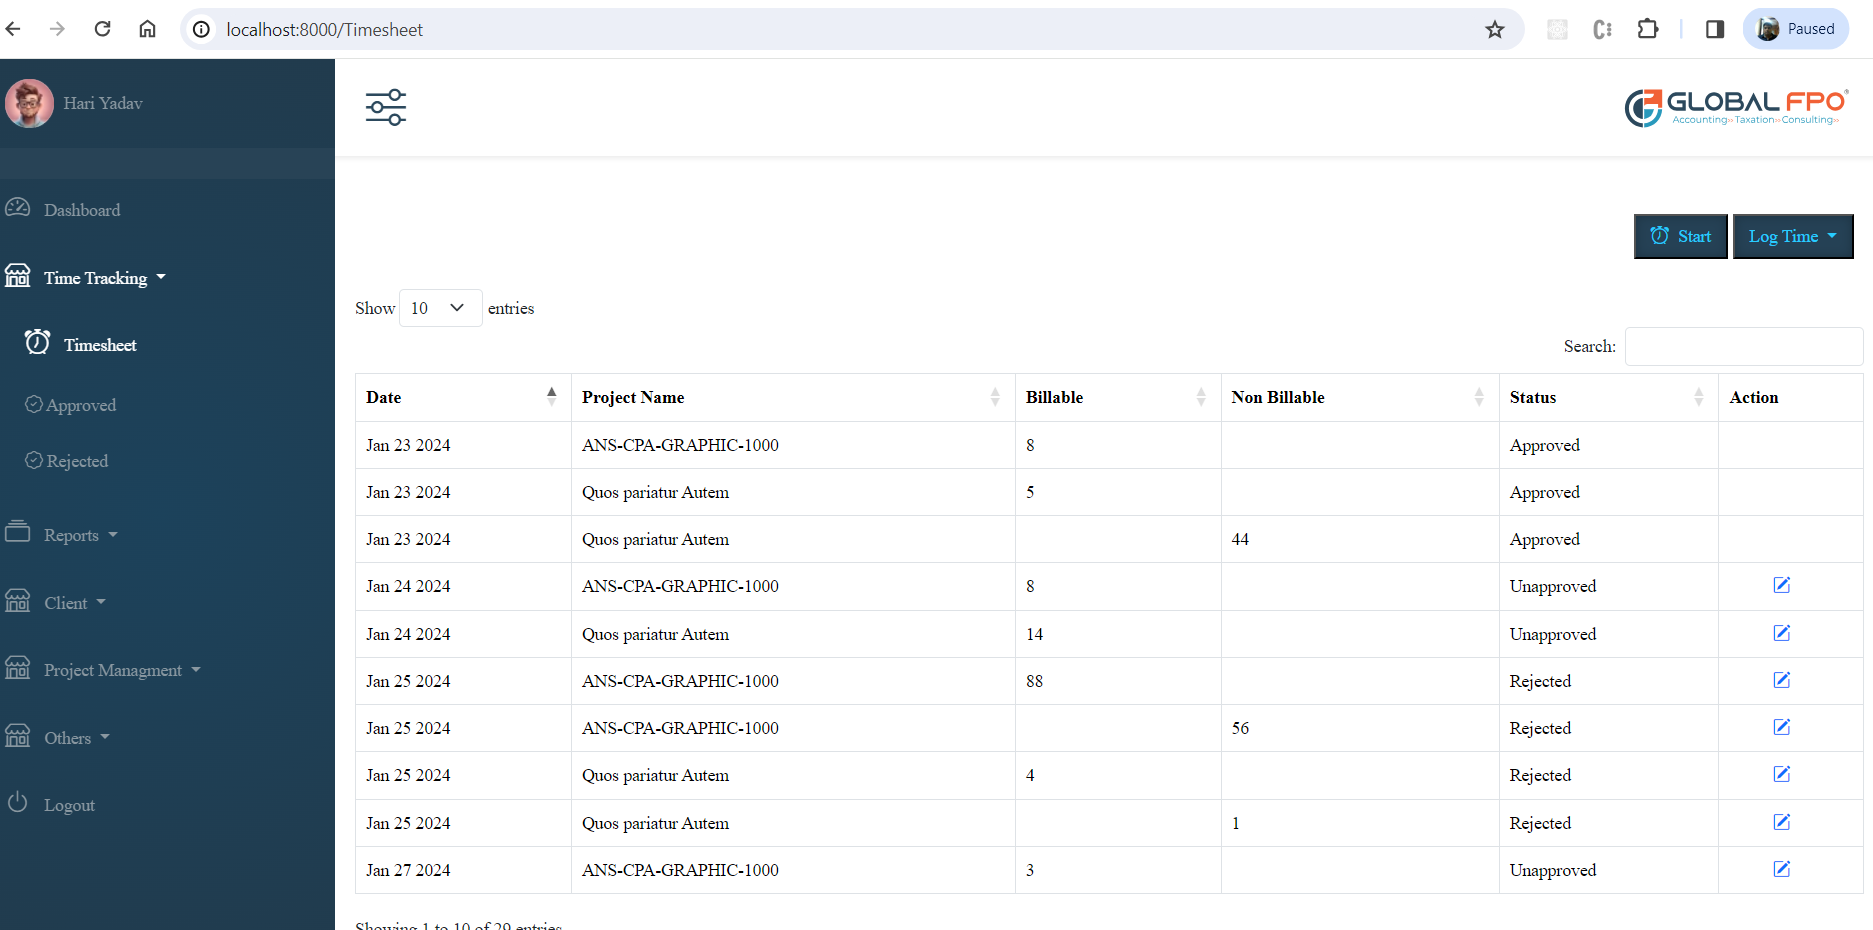 localhost:8000/Timesheet
Paused
Hari Yadav
GLOBAL FPO®
Accounting» Taxation» Consulting»
Dashboard
Time Tracking
Timesheet
Approved
Rejected
Reports
Client
Project Managment
Others
Logout
Start Log Time
Show 10 entries
Search:
Date Project Name Billable Non Billable Status Action
Jan 23 2024 ANS-CPA-GRAPHIC-1000 8 Approved
Jan 23 2024 Quos pariatur Autem 5 Approved
Jan 23 2024 Quos pariatur Autem 44 Approved
Jan 24 2024 ANS-CPA-GRAPHIC-1000 8 Unapproved
Jan 24 2024 Quos pariatur Autem 14 Unapproved
Jan 25 2024 ANS-CPA-GRAPHIC-1000 88 Rejected
Jan 25 2024 ANS-CPA-GRAPHIC-1000 56 Rejected
Jan 25 2024 Quos pariatur Autem 4 Rejected
Jan 25 2024 Quos pariatur Autem 1 Rejected
Jan 27 2024 ANS-CPA-GRAPHIC-1000 3 Unapproved
Showing 1 to 10 of 29 entries